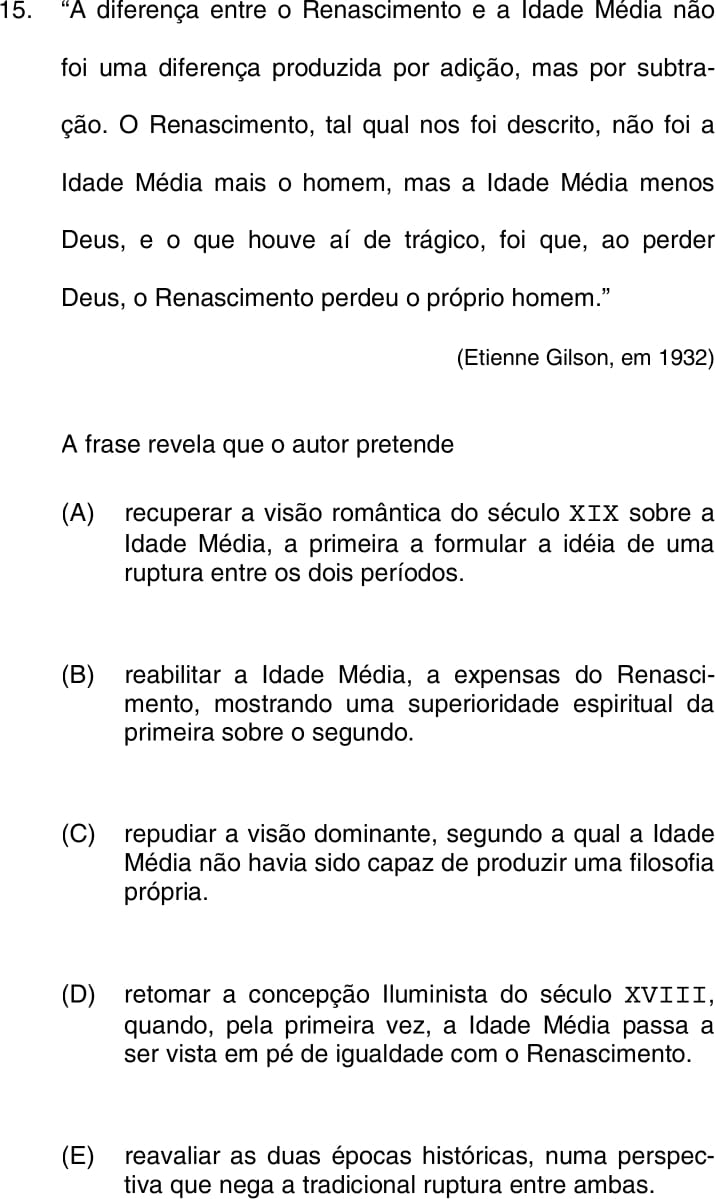 15. “A diferença entre o Renascimento e a Idade Média não
foi uma diferença produzida por adição, mas por subtra-
ção. O Renascimento, tal qual nos foi descrito, não foi a
Idade Média mais o homem, mas a Idade Média menos
Deus, e o que houve aí de trágico, foi que, ao perder
Deus, o Renascimento perdeu o próprio homem.”
(Etienne Gilson, em 1932)
A frase revela que o autor pretende
(A) recuperar a visão romântica do século XIX sobre a
Idade Média, a primeira a formular a idéia de uma
ruptura entre os dois períodos.
(B) reabilitar a Idade Média, a expensas do Renasci-
mento, mostrando uma superioridade espiritual da
primeira sobre o segundo.
(C) repudiar a visão dominante, segundo a qual a Idade
Média não havia sido capaz de produzir uma filosofia
própria.
(D) retomar a concepção Iluminista do século XVIII,
quando, pela primeira vez, a Idade Média passa a
ser vista em pé de igualdade com o Renascimento.
(E) reavaliar as duas épocas históricas, numa perspec-
tiva que nega a tradicional ruptura entre ambas.